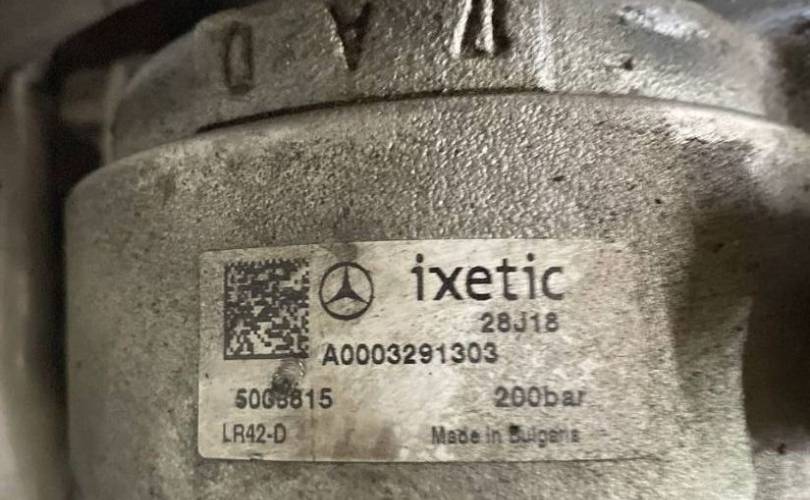 ixetic
28J18
A0003291303
200bar
LR42-D
Made in Bulgaria